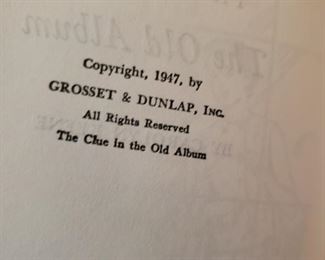 Copyright, 1947, by
GROSSET & DUNLAP, INC.
All Rights Reserved
The Clue in the Old Album